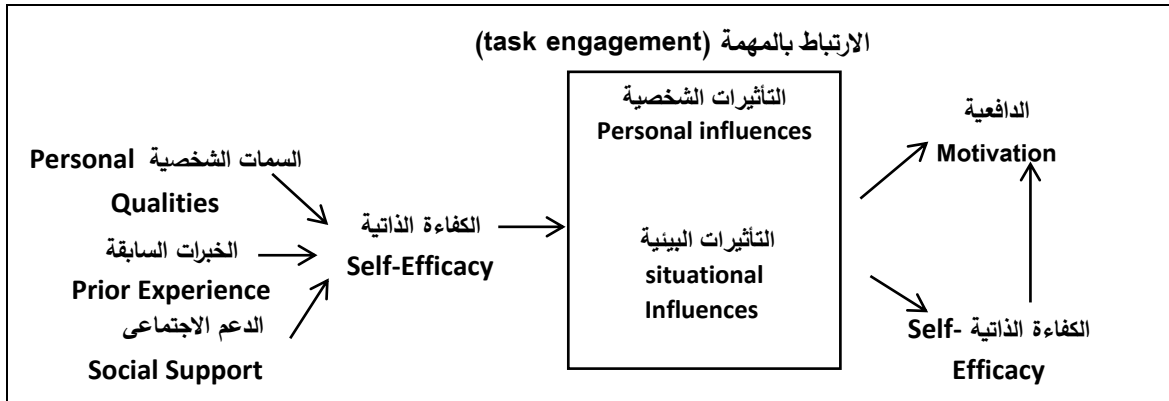 الارتباط بالمهمة (task engagement)
التأثيرات الشخصية
Personal influences
التأثيرات البيئية
situational
Influences
السمات الشخصية Personal
Qualities
الخبرات السابقة
Prior Experience
الدعم الاجتماعى
Social Support
الكفاءة الذاتية
Self-Efficacy
الدافعية
Motivation
الكفاءة الذاتية Self-
Efficacy